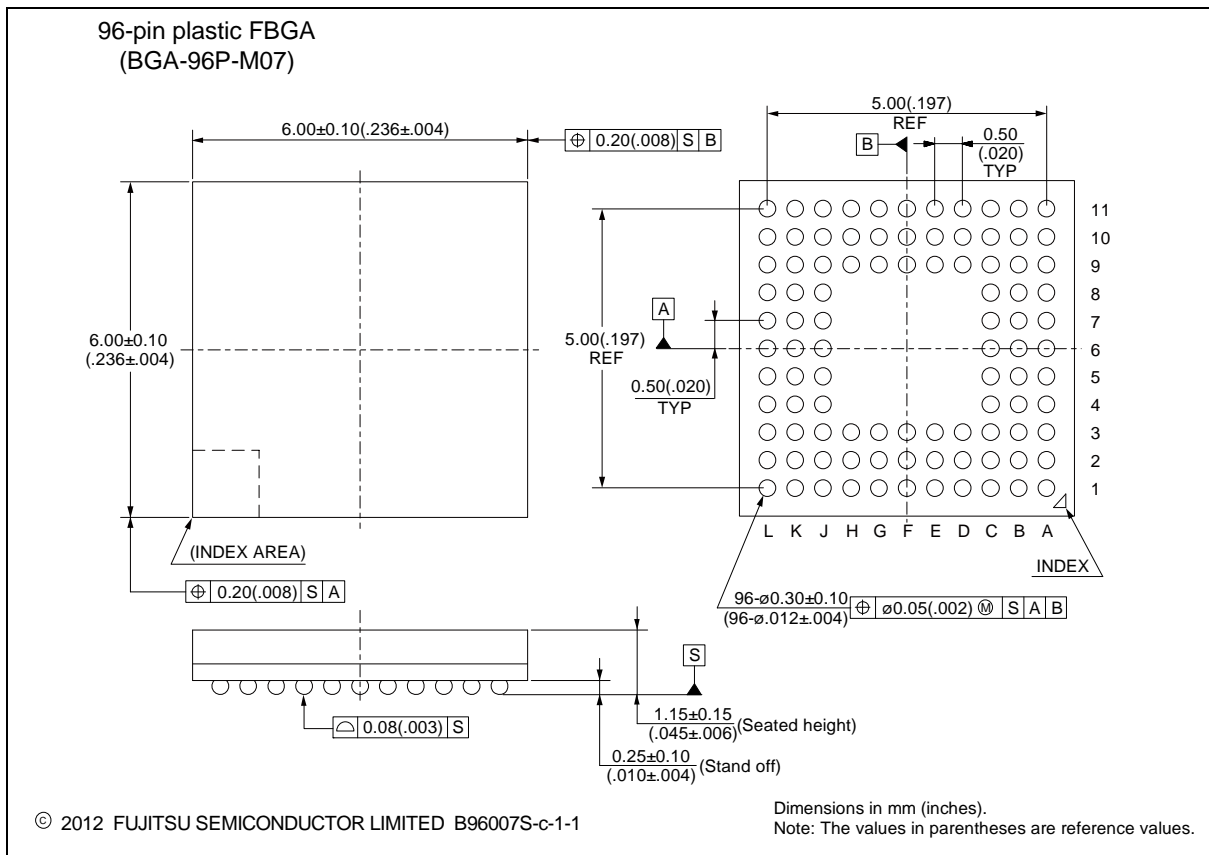 96-pin plastic FBGA
(BGA-96P-M07)
6.00±0.10(.236±.004)
⌖ 0.20(.008) S B
6.00±0.10
(.236±.004)
(INDEX AREA)
⌖ 0.20(.008) S A
5.00(.197)
REF
B
0.50
(.020)
TYP
5.00(.197)
REF
A
0.50(.020)
TYP
11
10
9
8
7
6
5
4
3
2
1
L K J H G F E D C B A
INDEX
96-ø0.30±0.10
(96-ø.012±.004)
⌖ ø0.05(.002) Ⓜ S A B
S
⌓ 0.08(.003) S
1.15±0.15
(.045±.006)
(Seated height)
0.25±0.10
(.010±.004)
(Stand off)
© 2012 FUJITSU SEMICONDUCTOR LIMITED B96007S-c-1-1
Dimensions in mm (inches).
Note: The values in parentheses are reference values.